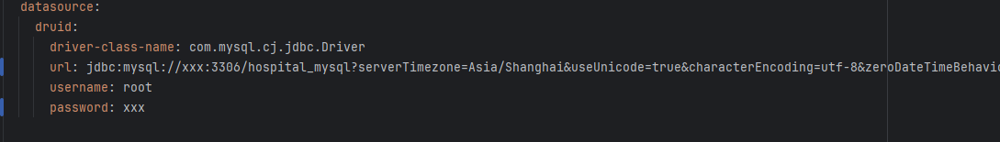 datasource:
druid:
driver-class-name: com.mysql.cj.jdbc.Driver
url: jdbc:mysql://xxx:3306/hospital_mysql?serverTimezone=Asia/Shanghai&useUnicode=true&characterEncoding=utf-8&zeroDateTimeBehavio
username: root
password: xxx